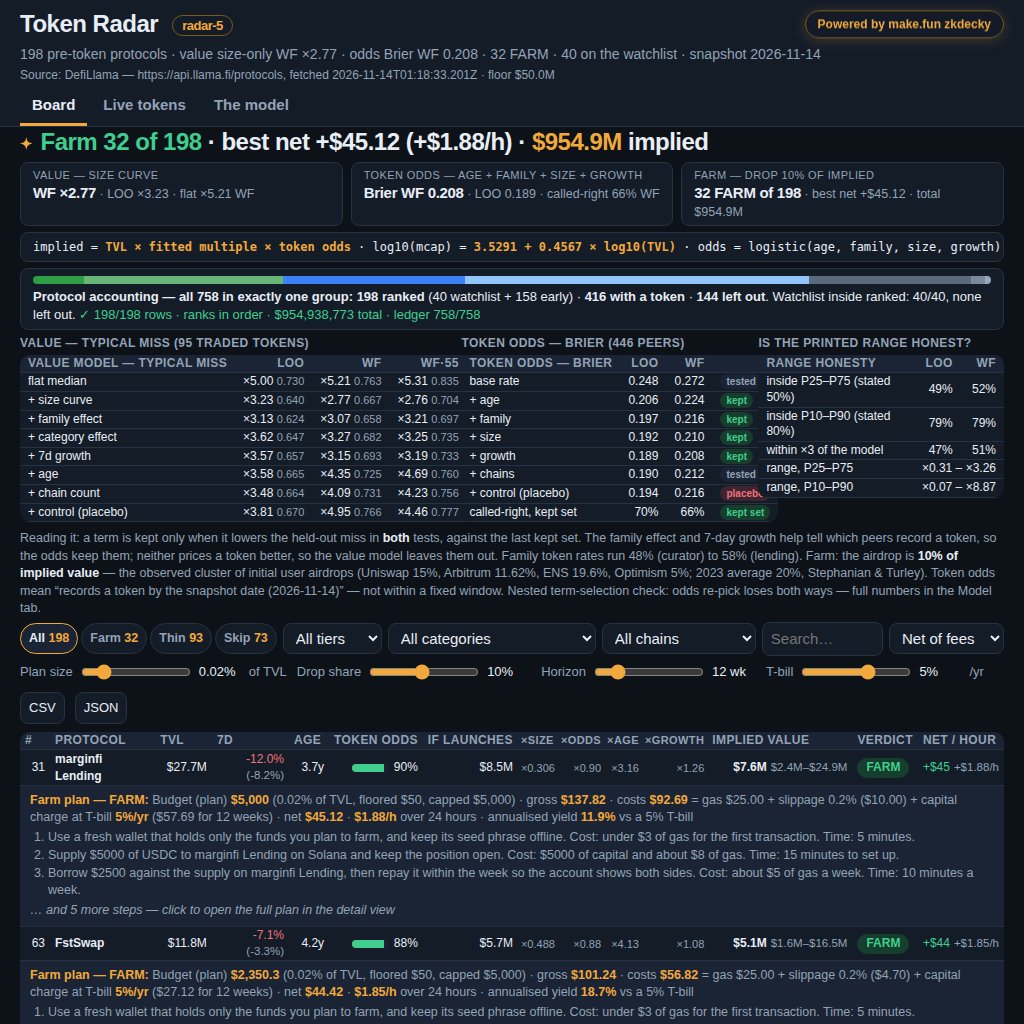 Token Radar radar-5 Powered by make.fun zkdecky
198 pre-token protocols · value size-only WF ×2.77 · odds Brier WF 0.208 · 32 FARM · 40 on the watchlist · snapshot 2026-11-14
Source: DefiLlama — https://api.llama.fi/protocols, fetched 2026-11-14T01:18:33.201Z · floor $50.0M
Board Live tokens The model
✦ Farm 32 of 198 · best net +$45.12 (+$1.88/h) · $954.9M implied
VALUE — SIZE CURVE
WF ×2.77 · LOO ×3.23 · flat ×5.21 WF
TOKEN ODDS — AGE + FAMILY + SIZE + GROWTH
Brier WF 0.208 · LOO 0.189 · called-right 66% WF
FARM — DROP 10% OF IMPLIED
32 FARM of 198 · best net +$45.12 · total
$954.9M
implied = TVL × fitted multiple × token odds · log10(mcap) = 3.5291 + 0.4567 × log10(TVL) · odds = logistic(age, family, size, growth)
Protocol accounting — all 758 in exactly one group: 198 ranked (40 watchlist + 158 early) · 416 with a token · 144 left out. Watchlist inside ranked: 40/40, none
left out. ✓ 198/198 rows · ranks in order · $954,938,773 total · ledger 758/758
VALUE — TYPICAL MISS (95 TRADED TOKENS)
VALUE MODEL — TYPICAL MISS LOO WF WF·55
flat median ×5.00 0.730 ×5.21 0.763 ×5.31 0.835
+ size curve ×3.23 0.640 ×2.77 0.667 ×2.76 0.704
+ family effect ×3.13 0.624 ×3.07 0.658 ×3.21 0.697
+ category effect ×3.62 0.647 ×3.27 0.682 ×3.25 0.735
+ 7d growth ×3.57 0.657 ×3.15 0.693 ×3.19 0.733
+ age ×3.58 0.665 ×4.35 0.725 ×4.69 0.760
+ chain count ×3.48 0.664 ×4.09 0.731 ×4.23 0.756
+ control (placebo) ×3.81 0.670 ×4.95 0.766 ×4.46 0.777
TOKEN ODDS — BRIER (446 PEERS)
TOKEN ODDS — BRIER LOO WF
base rate 0.248 0.272 tested
+ age 0.206 0.224 kept
+ family 0.197 0.216 kept
+ size 0.192 0.210 kept
+ growth 0.189 0.208 kept
+ chains 0.190 0.212 tested
+ control (placebo) 0.194 0.216 placebo
called-right, kept set 70% 66% kept set
IS THE PRINTED RANGE HONEST?
RANGE HONESTY LOO WF
inside P25–P75 (stated
50%) 49% 52%
inside P10–P90 (stated
80%) 79% 79%
within ×3 of the model 47% 51%
range, P25–P75 ×0.31 – ×3.26
range, P10–P90 ×0.07 – ×8.87
Reading it: a term is kept only when it lowers the held-out miss in both tests, against the last kept set. The family effect and 7-day growth help tell which peers record a token, so
the odds keep them; neither prices a token better, so the value model leaves them out. Family token rates run 48% (curator) to 58% (lending). Farm: the airdrop is 10% of
implied value — the observed cluster of initial user airdrops (Uniswap 15%, Arbitrum 11.62%, ENS 19.6%, Optimism 5%; 2023 average 20%, Stephanian & Turley). Token odds
mean “records a token by the snapshot date (2026-11-14)” — not within a fixed window. Nested term-selection check: odds re-pick loses both ways — full numbers in the Model
tab.
All 198 Farm 32 Thin 93 Skip 73 All tiers All categories All chains Search… Net of fees
Plan size 0.02% of TVL Drop share 10% Horizon 12 wk T-bill 5% /yr
CSV JSON
# PROTOCOL TVL 7D AGE TOKEN ODDS IF LAUNCHES ×SIZE ×ODDS ×AGE ×GROWTH IMPLIED VALUE VERDICT NET / HOUR
31 marginfi Lending $27.7M -12.0% (-8.2%) 3.7y 90% $8.5M ×0.306 ×0.90 ×3.16 ×1.26 $7.6M $2.4M–$24.9M FARM +$45 +$1.88/h
Farm plan — FARM: Budget (plan) $5,000 (0.02% of TVL, floored $50, capped $5,000) · gross $137.82 · costs $92.69 = gas $25.00 + slippage 0.2% ($10.00) + capital
charge at T-bill 5%/yr ($57.69 for 12 weeks) · net $45.12 · $1.88/h over 24 hours · annualised yield 11.9% vs a 5% T-bill
1. Use a fresh wallet that holds only the funds you plan to farm, and keep its seed phrase offline. Cost: under $3 of gas for the first transaction. Time: 5 minutes.
2. Supply $5000 of USDC to marginfi Lending on Solana and keep the position open. Cost: $5000 of capital and about $8 of gas. Time: 15 minutes to set up.
3. Borrow $2500 against the supply on marginfi Lending, then repay it within the week so the account shows both sides. Cost: about $5 of gas a week. Time: 10 minutes a
week.
… and 5 more steps — click to open the full plan in the detail view
63 FstSwap $11.8M -7.1% (-3.3%) 4.2y 88% $5.7M ×0.488 ×0.88 ×4.13 ×1.08 $5.1M $1.6M–$16.5M FARM +$44 +$1.85/h
Farm plan — FARM: Budget (plan) $2,350.3 (0.02% of TVL, floored $50, capped $5,000) · gross $101.24 · costs $56.82 = gas $25.00 + slippage 0.2% ($4.70) + capital
charge at T-bill 5%/yr ($27.12 for 12 weeks) · net $44.42 · $1.85/h over 24 hours · annualised yield 18.7% vs a 5% T-bill
1. Use a fresh wallet that holds only the funds you plan to farm, and keep its seed phrase offline. Cost: under $3 of gas for the first transaction. Time: 5 minutes.